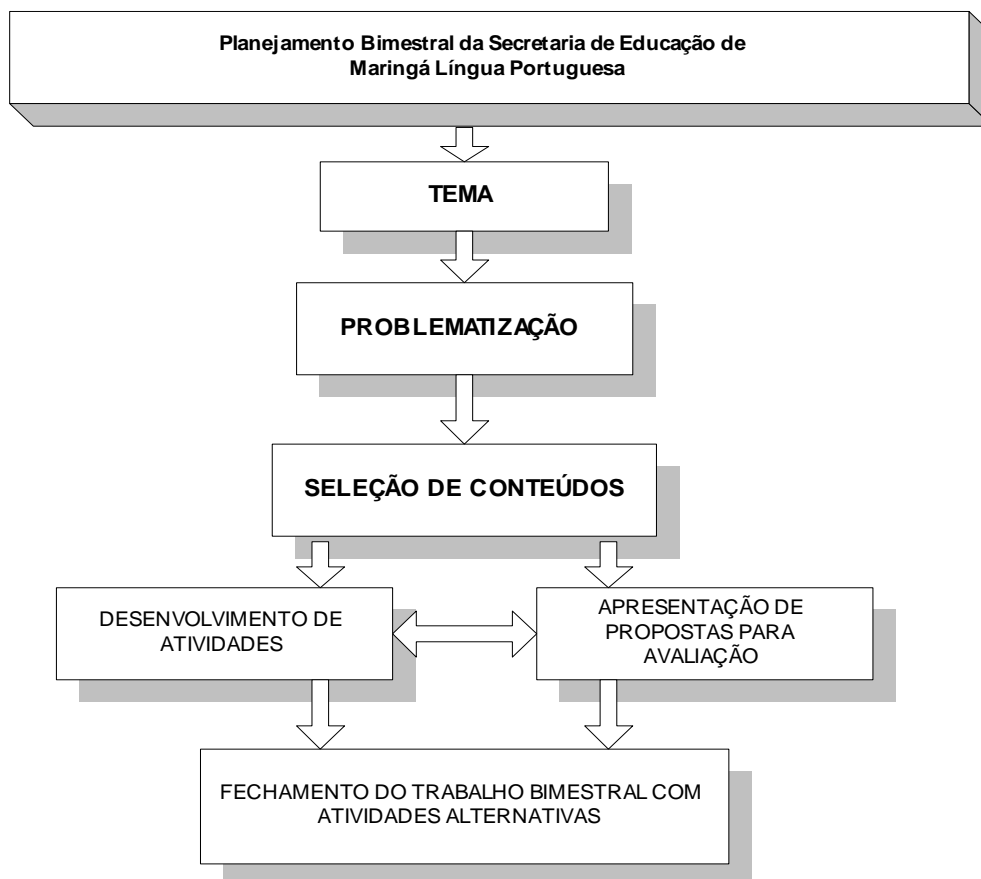 Planejamento Bimestral da Secretaria de Educação de
Maringá Língua Portuguesa
TEMA
PROBLEMATIZAÇÃO
SELEÇÃO DE CONTEÚDOS
DESENVOLVIMENTO DE
ATIVIDADES
APRESENTAÇÃO DE
PROPOSTAS PARA
AVALIAÇÃO
FECHAMENTO DO TRABALHO BIMESTRAL COM
ATIVIDADES ALTERNATIVAS